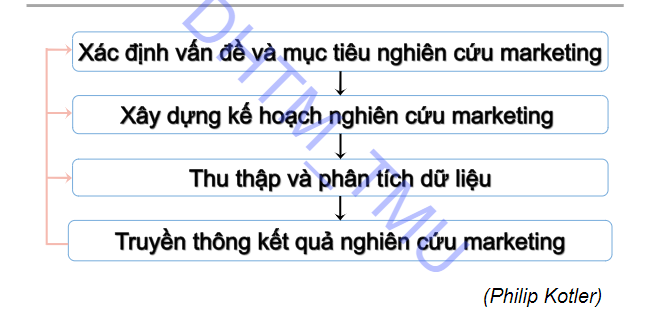 Xác định vấn đề và mục tiêu nghiên cứu marketing
Xây dựng kế hoạch nghiên cứu marketing
Thu thập và phân tích dữ liệu
Truyền thông kết quả nghiên cứu marketing
(Philip Kotler)
DHTM_TMU